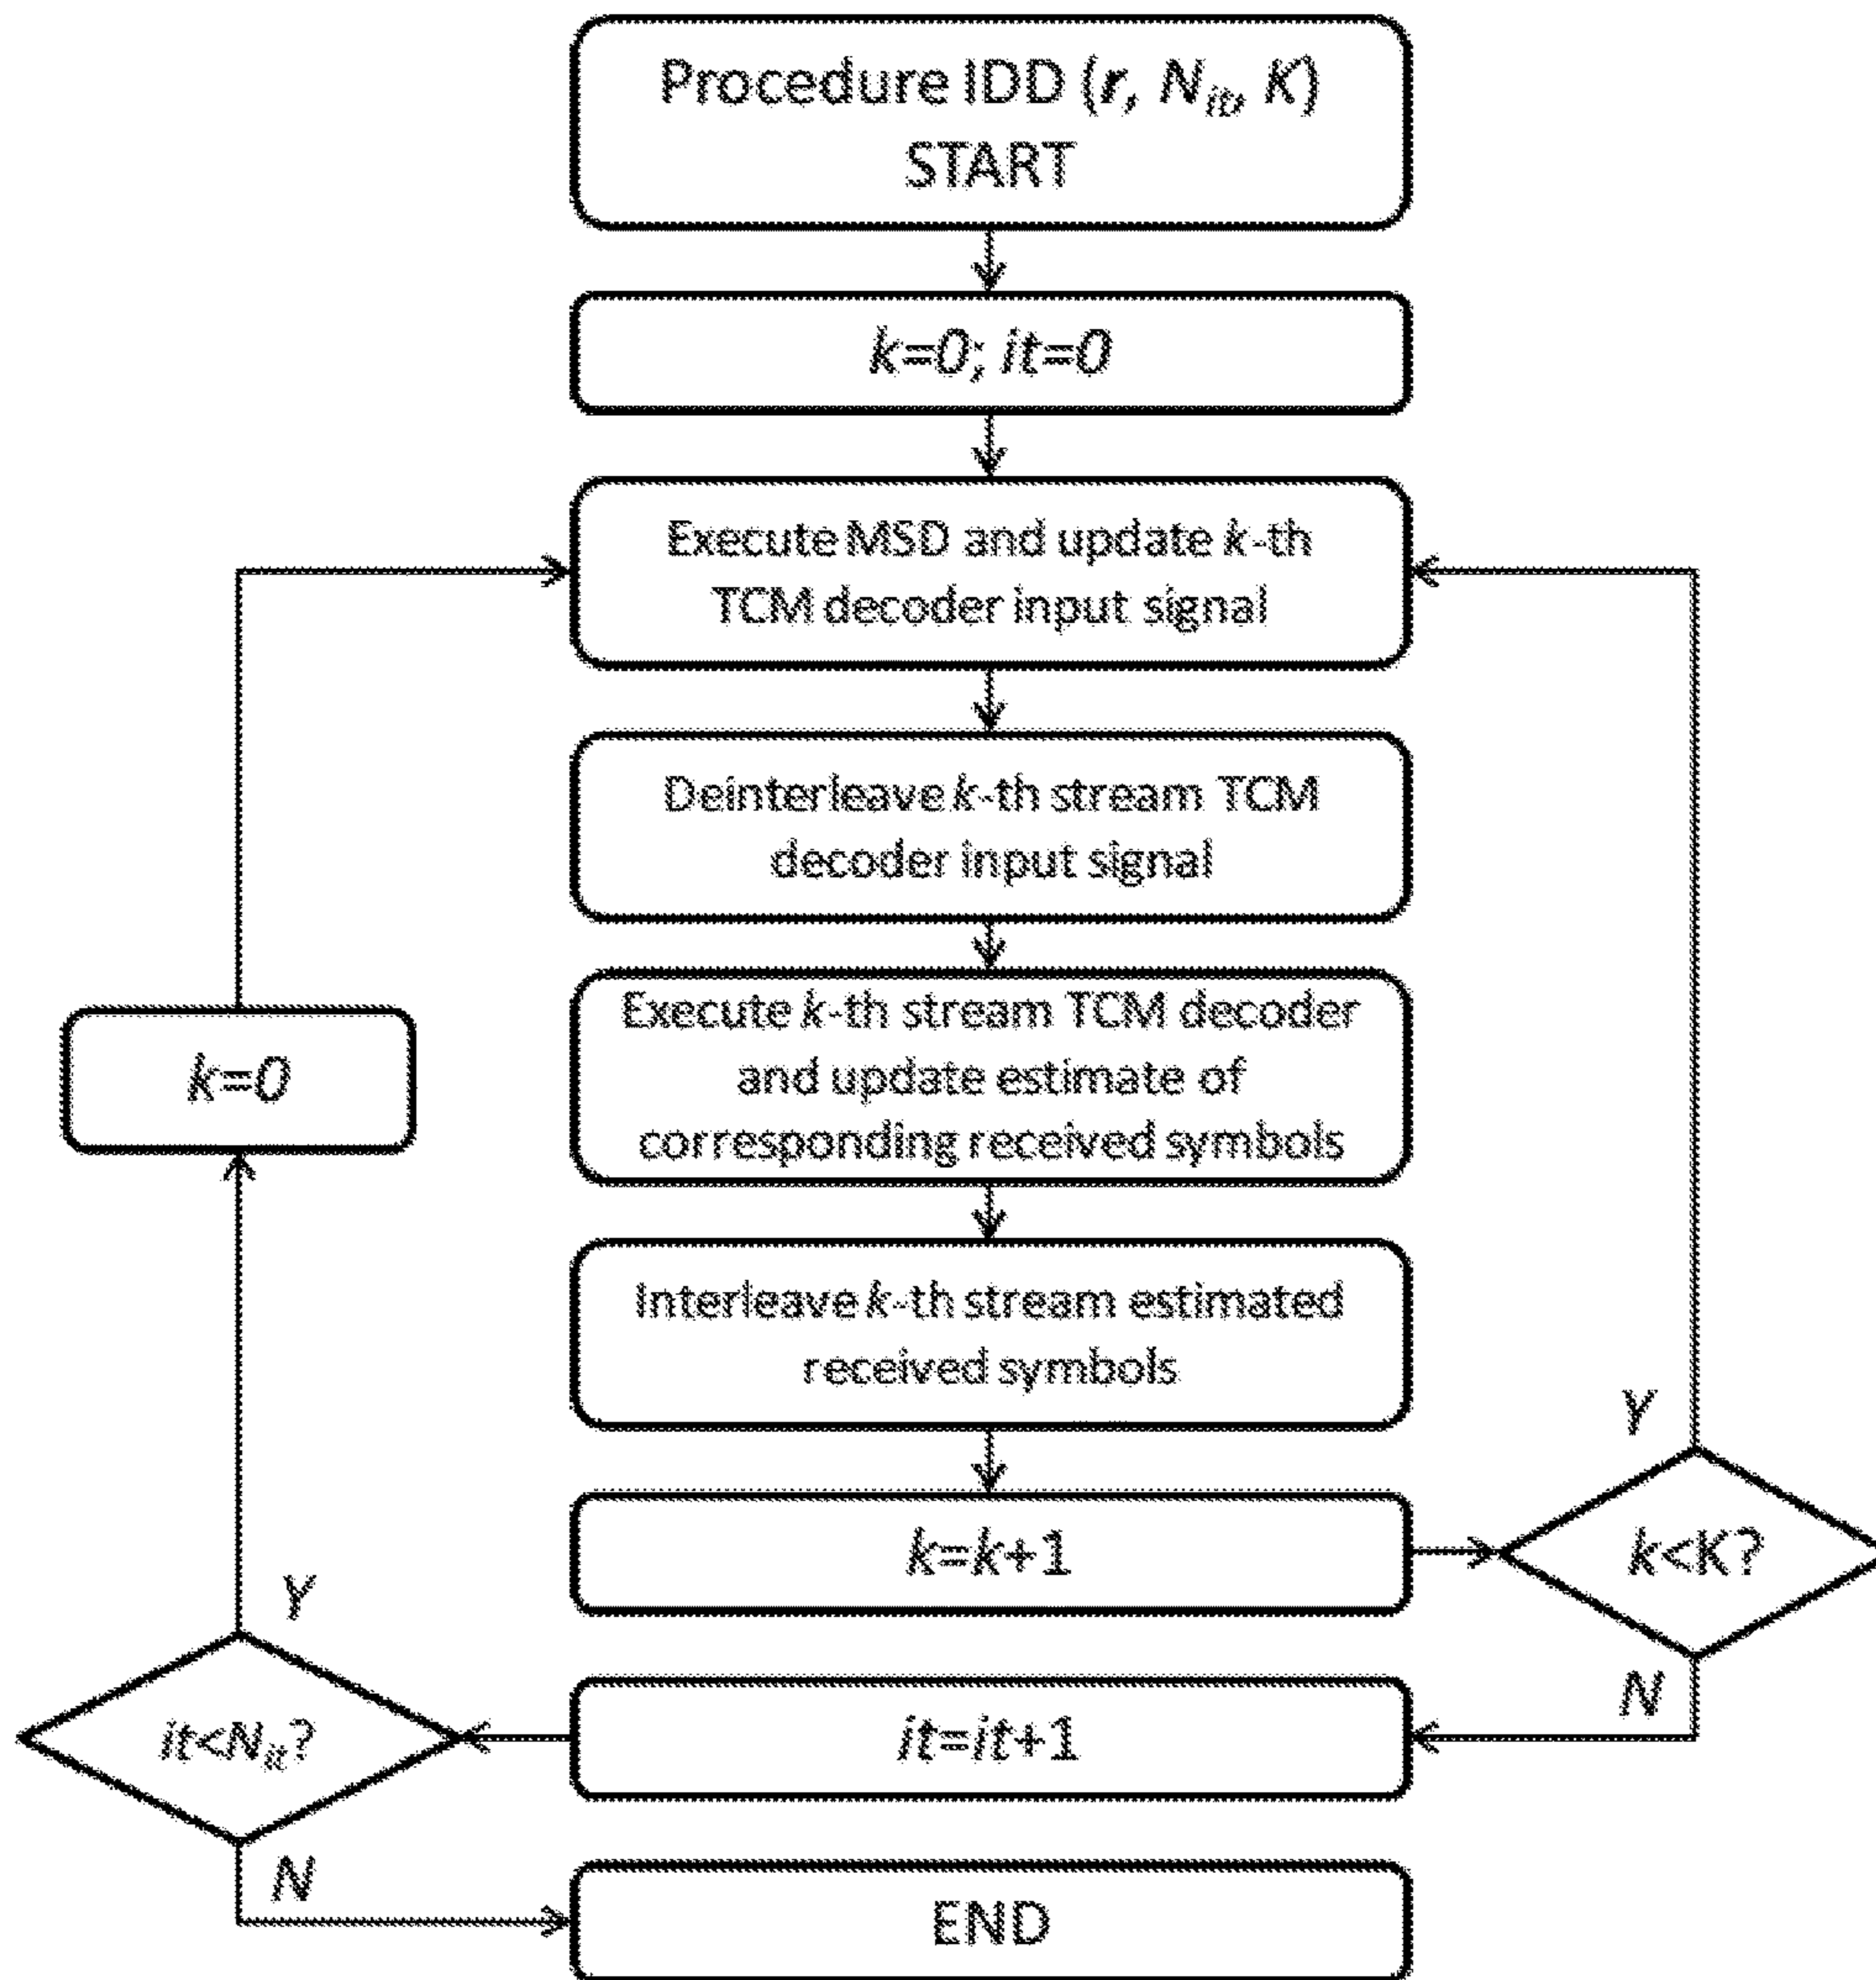 Procedure IDD (r, Nit, K)
START
k=0; it=0
Execute MSD and update k-th
TCM decoder input signal
Deinterleave k-th stream TCM
decoder input signal
Execute k-th stream TCM decoder
and update estimate of
corresponding received symbols
k=0
Interleave k-th stream estimated
received symbols
Y
k=k+1
k<K?
Y
N
it=it+1
it<Nit?
N
END